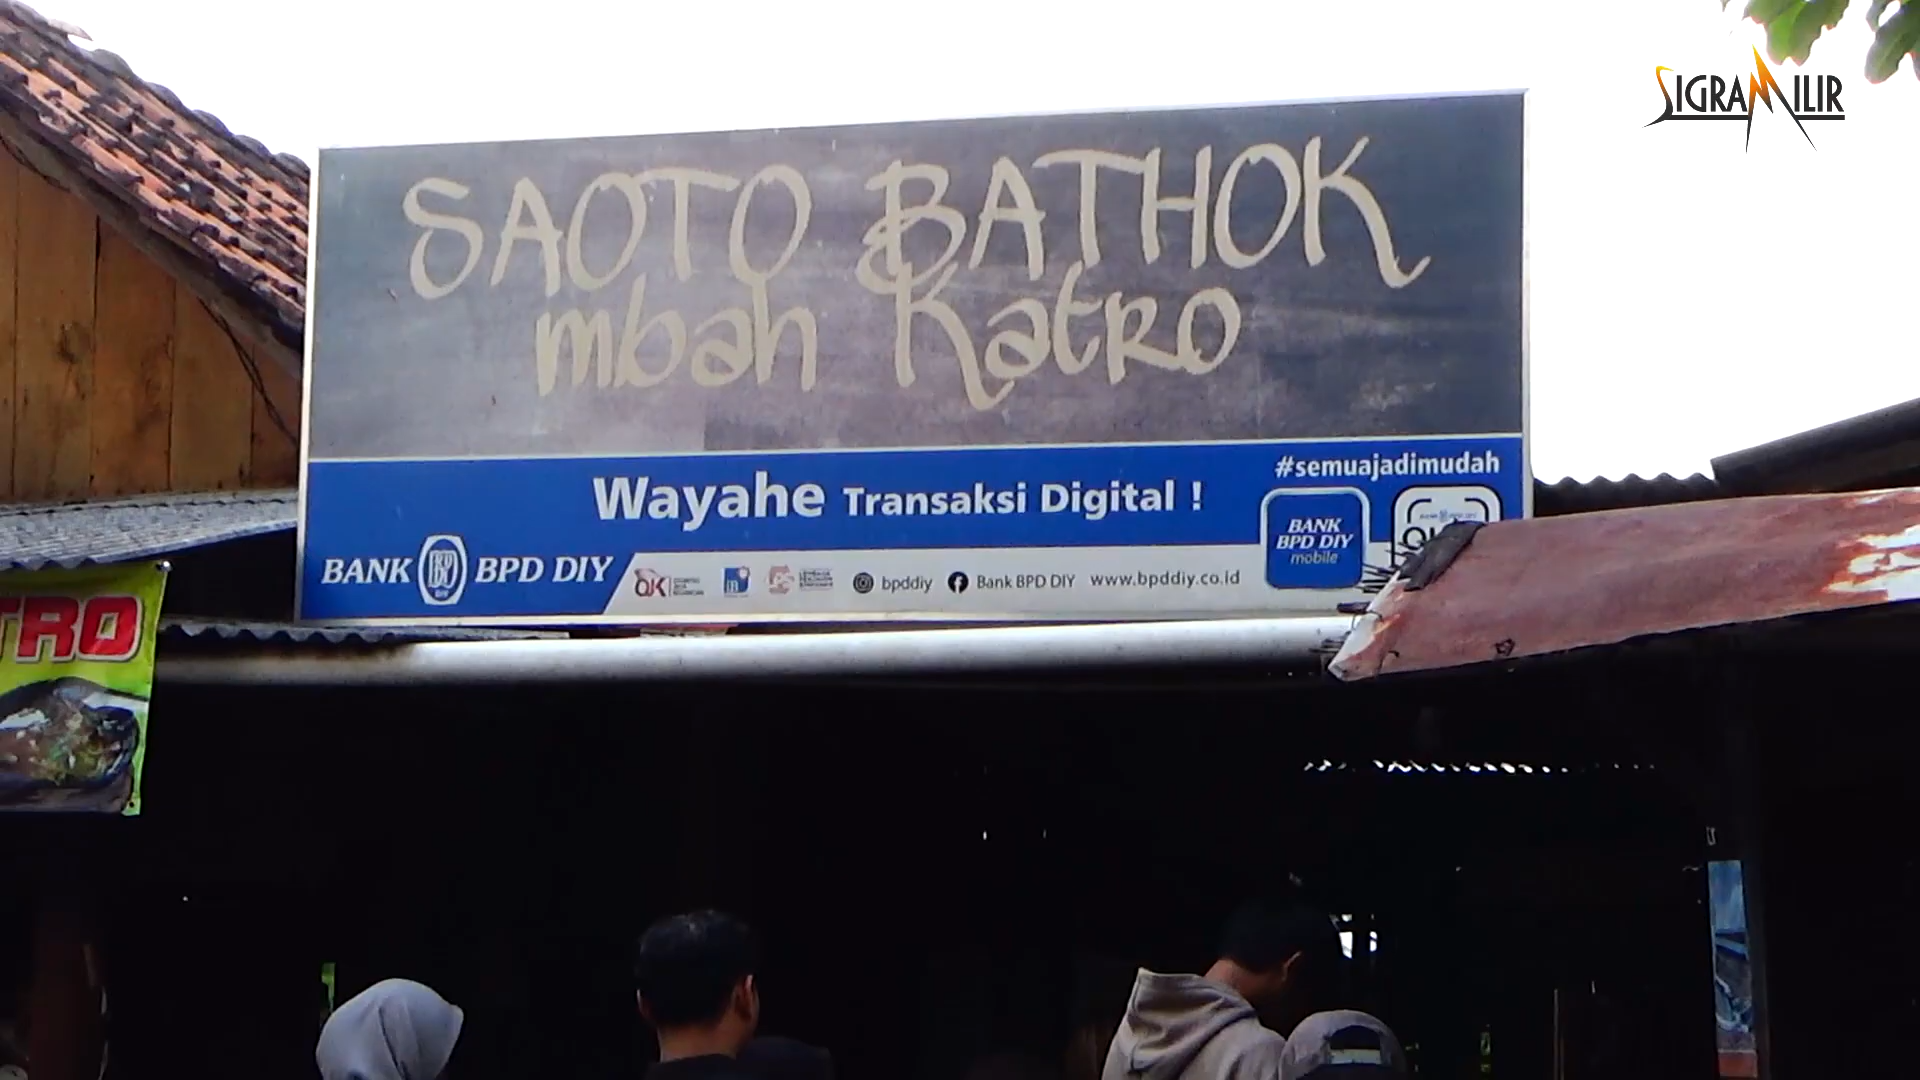 SIGRAMILIR
SAOTO BATHOK
mbah Katro
#semuajadimudah
Wayahe Transaksi Digital !
BANK BPD DIY
BANK BPD DIY mobile
bpddiy
Bank BPD DIY
www.bpddiy.co.id
TRO